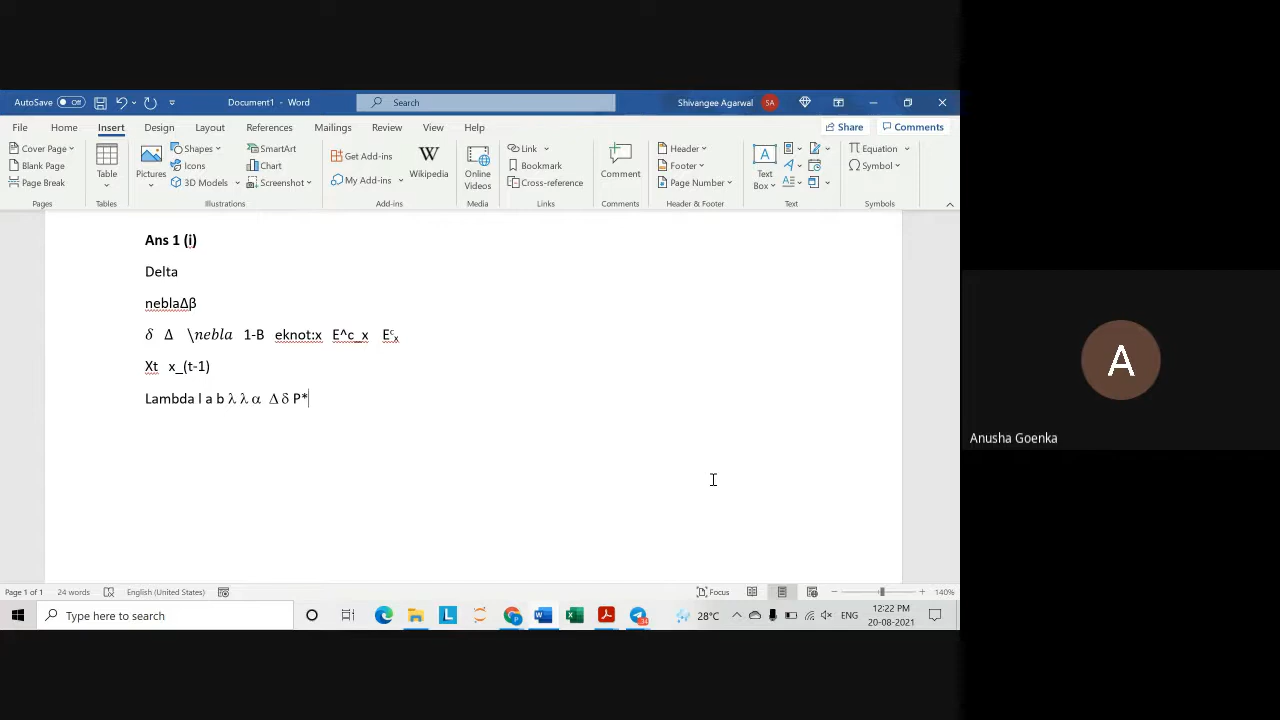 AutoSave Off Document1 - Word Search Shivangee Agarwal SA
File Home Insert Design Layout References Mailings Review View Help Share Comments
Cover Page
Blank Page
Page Break
Pages
Table
Tables
Pictures
Shapes
Icons
3D Models
SmartArt
Chart
Screenshot
Illustrations
Get Add-ins
My Add-ins
W
Wikipedia
Add-ins
Online
Videos
Media
Link
Bookmark
Cross-reference
Links
Comment
Comments
Header
Footer
Page Number
Header & Footer
A
Text
Box
Text
Equation
Symbol
Symbols
Ans 1 (i)
Delta
neblaΔβ
δ Δ \nebla 1-B eknot:x E^c_x Eᶜₓ
Xt x_(t-1)
Lambda l a b λ λ α Δ δ P*
A
Anusha Goenka
Page 1 of 1 24 words English (United States) Focus 140%
Type here to search L 28°C ENG
12:22 PM
20-08-2021